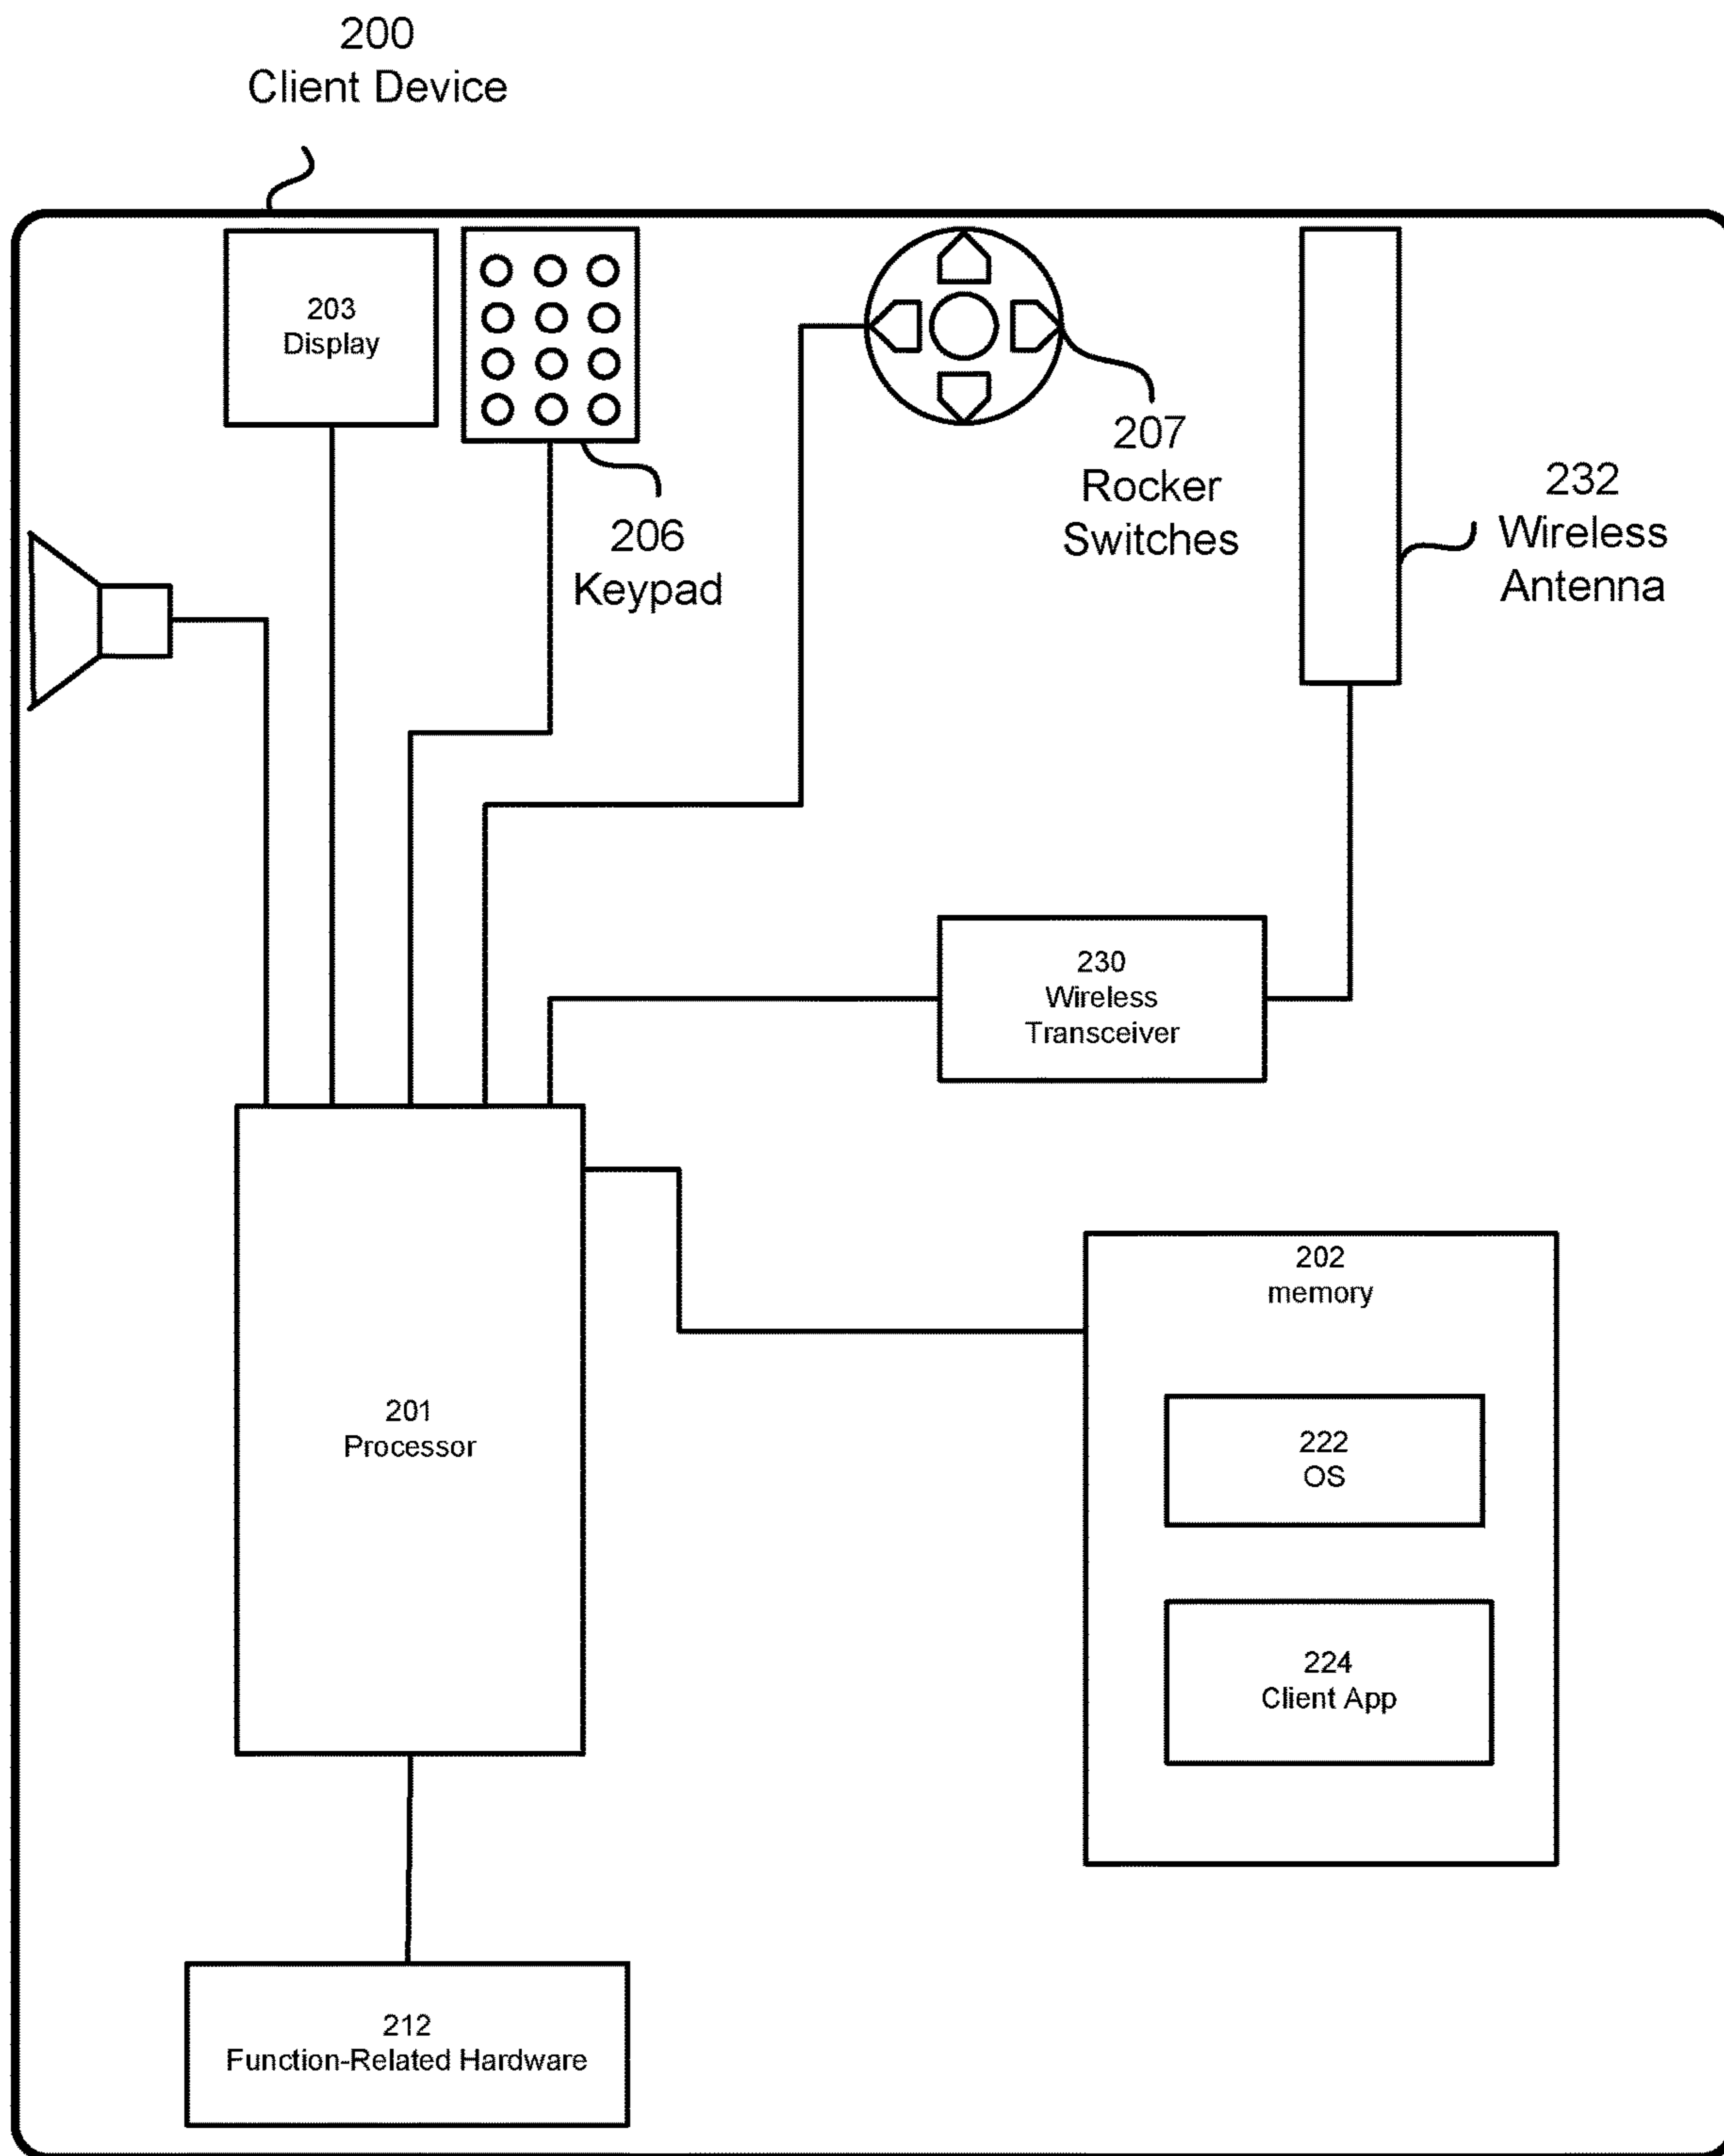 200
Client Device
203
Display
206
Keypad
207
Rocker
Switches
232
Wireless
Antenna
230
Wireless
Transceiver
202
memory
201
Processor
222
OS
224
Client App
212
Function-Related Hardware